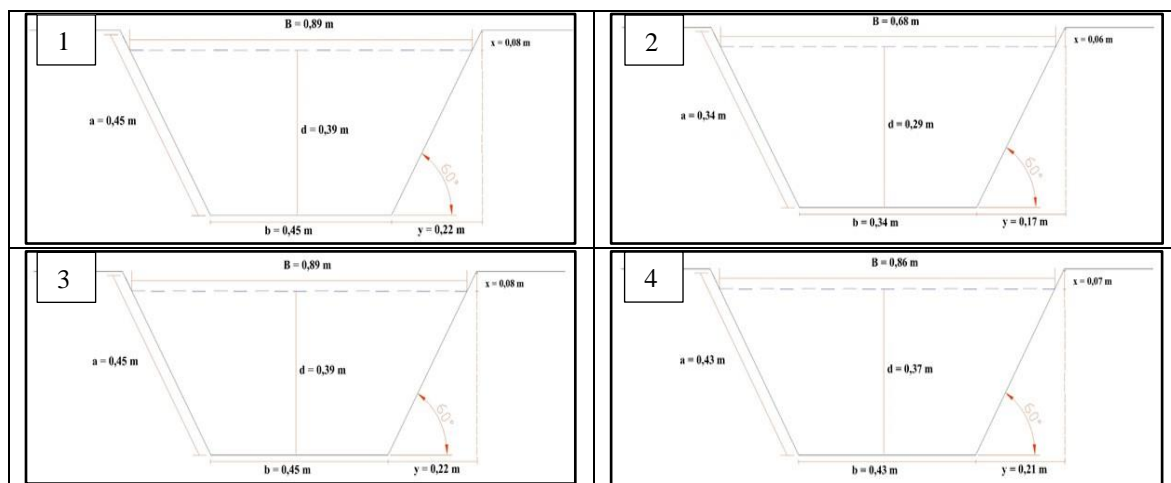 1
B = 0,89 m
x = 0,08 m
a = 0,45 m
d = 0,39 m
60°
b = 0,45 m
y = 0,22 m
2
B = 0,68 m
x = 0,06 m
a = 0,34 m
d = 0,29 m
60°
b = 0,34 m
y = 0,17 m
3
B = 0,89 m
x = 0,08 m
a = 0,45 m
d = 0,39 m
60°
b = 0,45 m
y = 0,22 m
4
B = 0,86 m
x = 0,07 m
a = 0,43 m
d = 0,37 m
60°
b = 0,43 m
y = 0,21 m